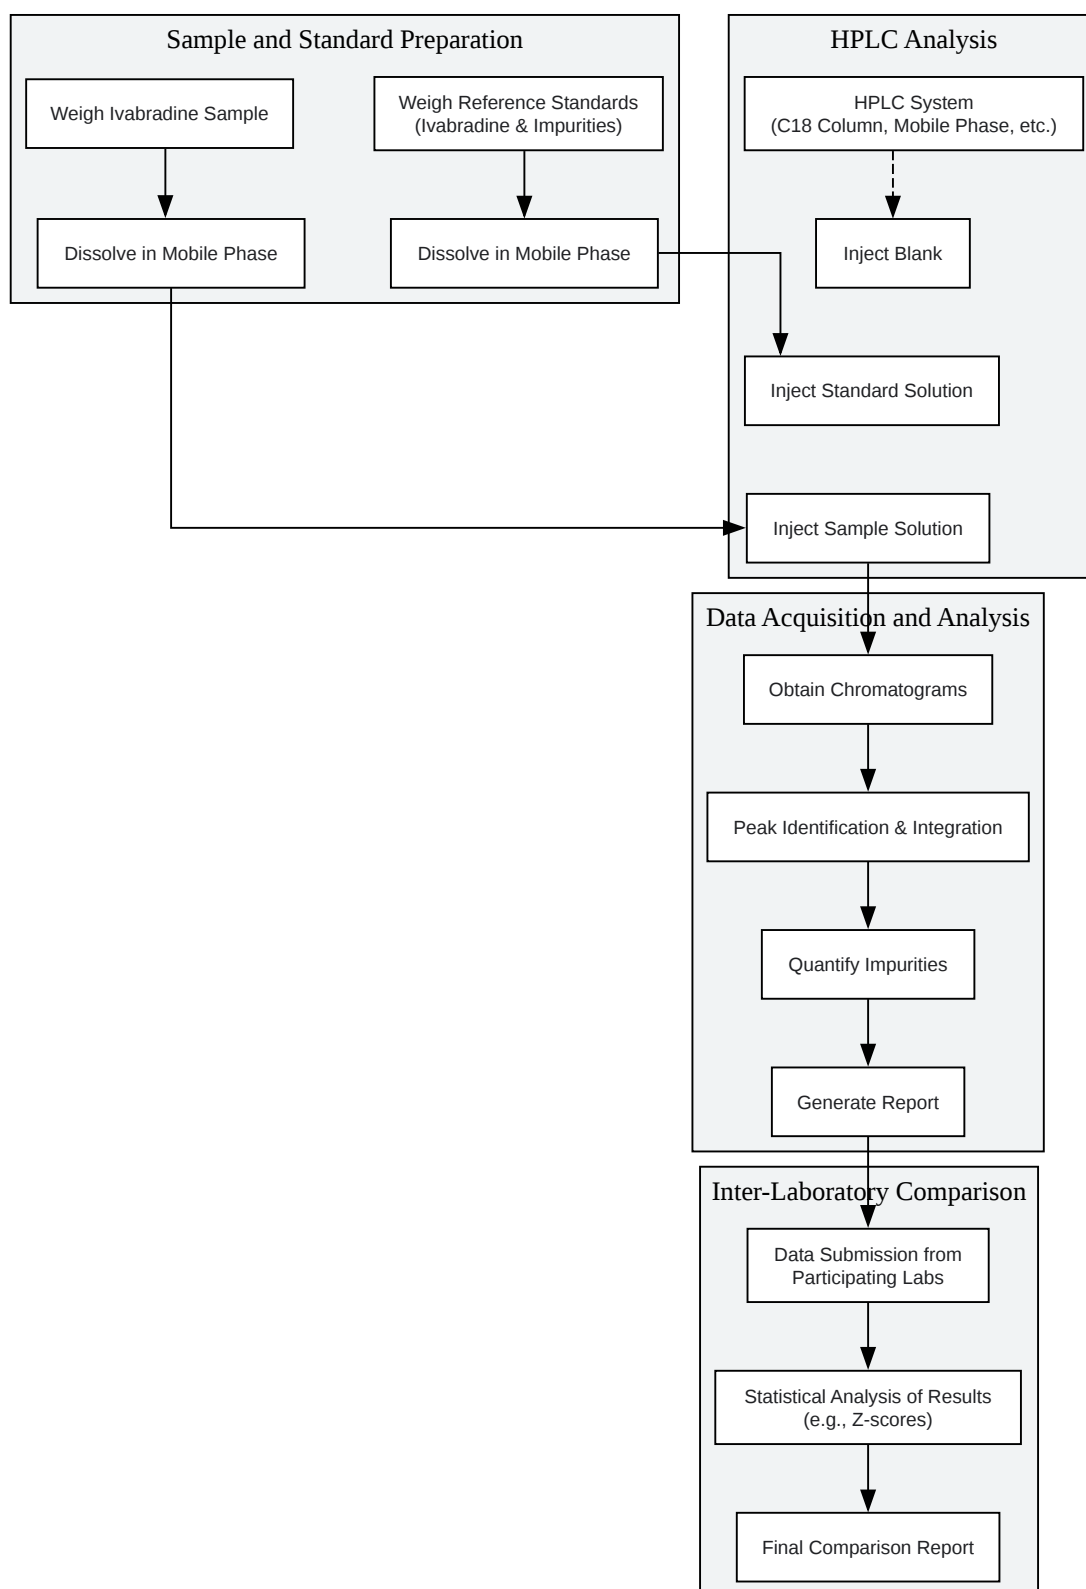 Sample and Standard Preparation
Weigh Ivabradine Sample
Weigh Reference Standards
(Ivabradine & Impurities)
Dissolve in Mobile Phase
Dissolve in Mobile Phase
HPLC Analysis
HPLC System
(C18 Column, Mobile Phase, etc.)
Inject Blank
Inject Standard Solution
Inject Sample Solution
Data Acquisition and Analysis
Obtain Chromatograms
Peak Identification & Integration
Quantify Impurities
Generate Report
Inter-Laboratory Comparison
Data Submission from
Participating Labs
Statistical Analysis of Results
(e.g., Z-scores)
Final Comparison Report